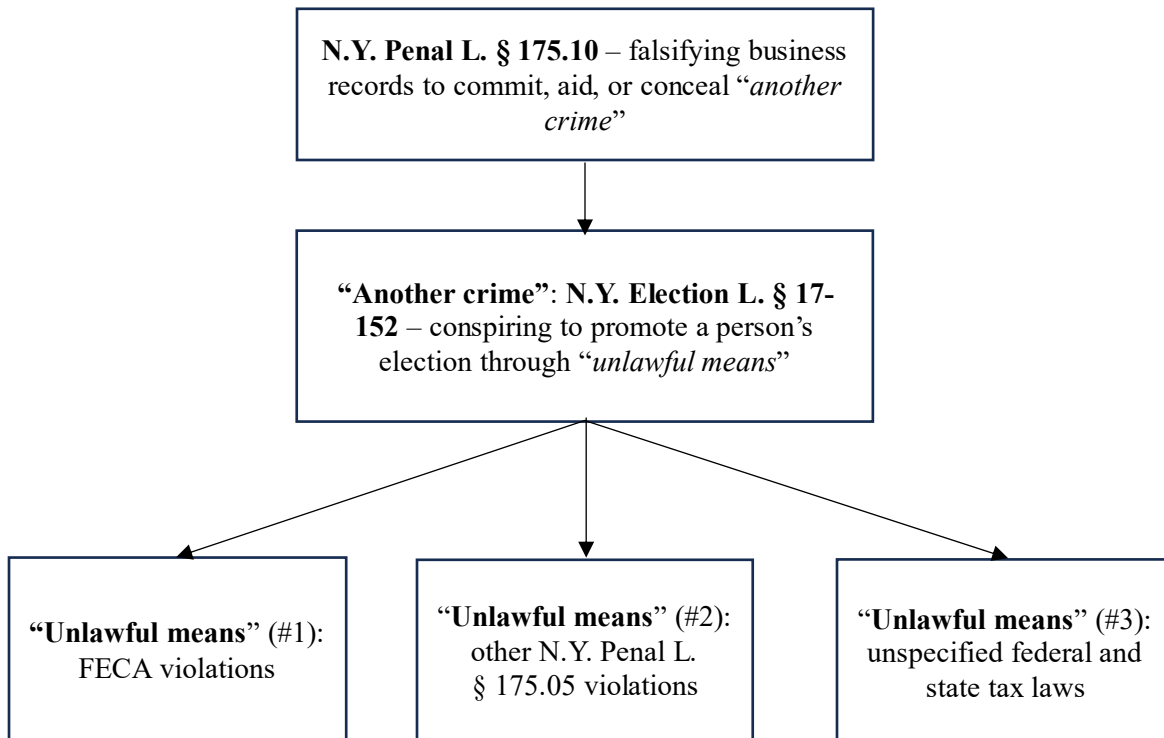 N.Y. Penal L. § 175.10 – falsifying business
records to commit, aid, or conceal “another
crime”
“Another crime”: N.Y. Election L. § 17-
152 – conspiring to promote a person’s
election through “unlawful means”
“Unlawful means” (#1):
FECA violations
“Unlawful means” (#2):
other N.Y. Penal L.
§ 175.05 violations
“Unlawful means” (#3):
unspecified federal and
state tax laws